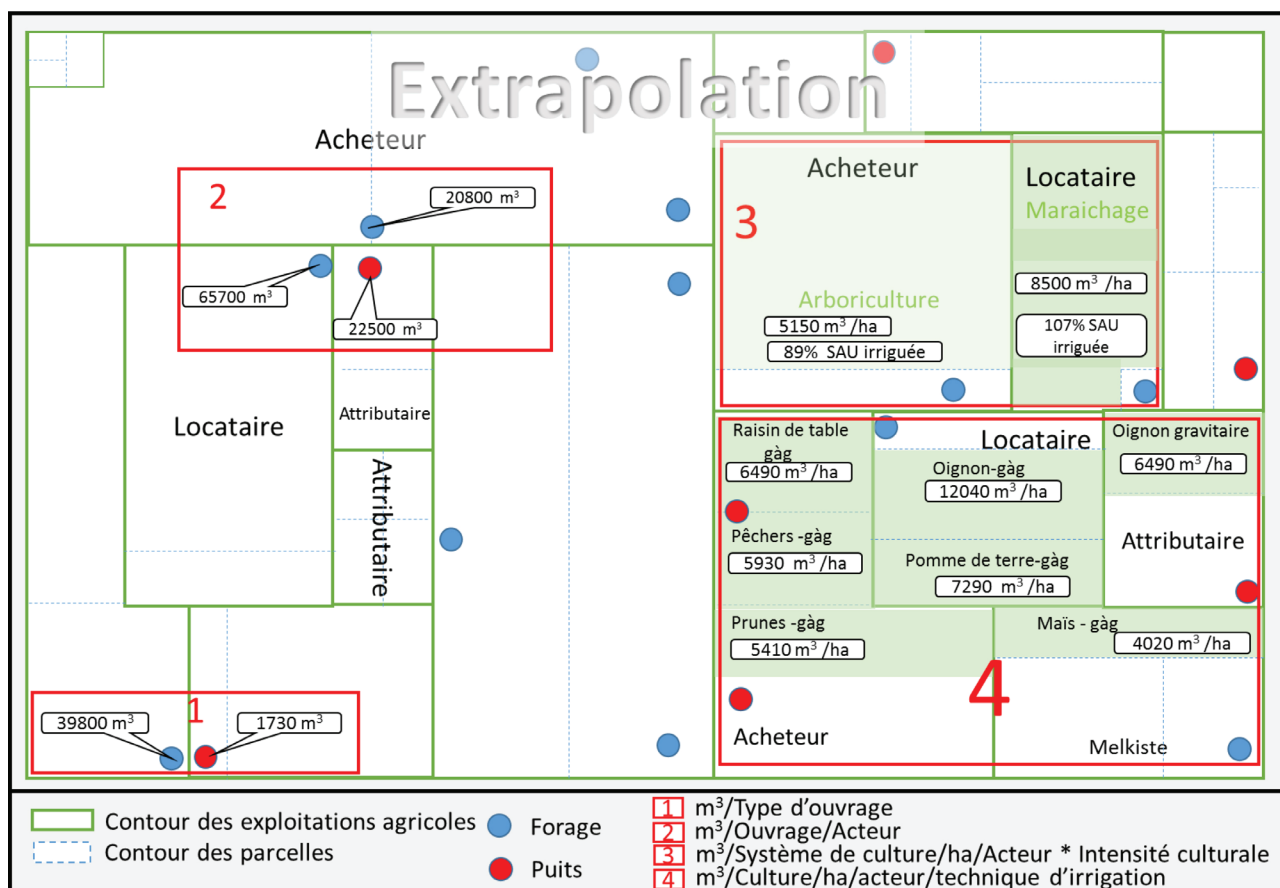 Extrapolation
Acheteur
2
20800 m³
65700 m³
22500 m³
Locataire
Attributaire
Attributaire
1
39800 m³
1730 m³
3
Acheteur
Arboriculture
5150 m³ /ha
89% SAU irriguée
Locataire
Maraichage
8500 m³ /ha
107% SAU
irriguée
4
Raisin de table
gàg
6490 m³ /ha
Pêchers -gàg
5930 m³ /ha
Prunes -gàg
5410 m³ /ha
Acheteur
Locataire
Oignon-gàg
12040 m³ /ha
Pomme de terre-gàg
7290 m³ /ha
Oignon gravitaire
6490 m³ /ha
Attributaire
Maïs - gàg
4020 m³ /ha
Melkiste
Contour des exploitations agricoles
Contour des parcelles
Forage
Puits
1 m³/Type d’ouvrage
2 m³/Ouvrage/Acteur
3 m³/Système de culture/ha/Acteur * Intensité culturale
4 m³/Culture/ha/acteur/technique d’irrigation